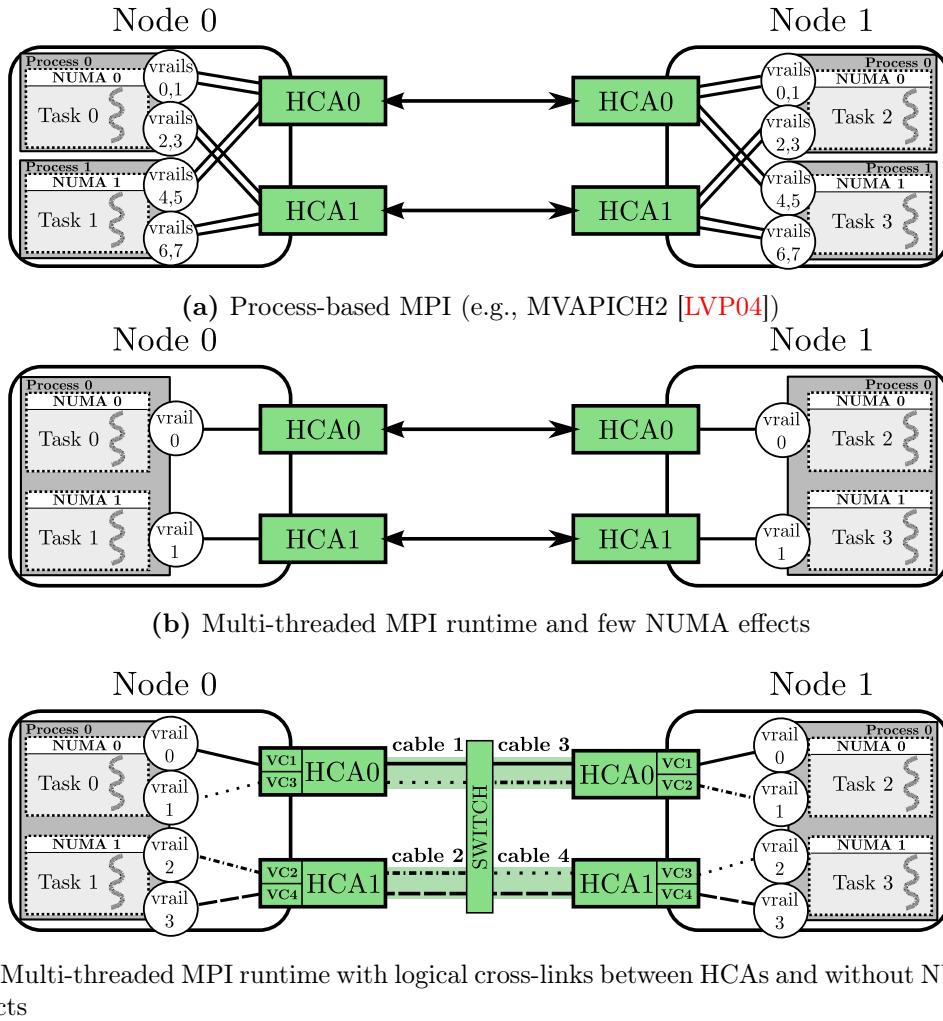 Node 0 Node 1
Process 0
NUMA 0
Task 0
vrails
0,1
vrails
2,3
Process 1
NUMA 1
Task 1
vrails
4,5
vrails
6,7
HCA0
HCA1
HCA0
HCA1
vrails
0,1
vrails
2,3
Process 0
NUMA 0
Task 2
vrails
4,5
vrails
6,7
Process 1
NUMA 1
Task 3
(a) Process-based MPI (e.g., MVAPICH2 [LVP04])
Node 0 Node 1
Process 0
NUMA 0
Task 0
vrail
0
NUMA 1
Task 1
vrail
1
HCA0
HCA1
HCA0
HCA1
vrail
0
Process 0
NUMA 0
Task 2
vrail
1
NUMA 1
Task 3
(b) Multi-threaded MPI runtime and few NUMA effects
Node 0 Node 1
Process 0
NUMA 0
Task 0
vrail
0
vrail
1
NUMA 1
Task 1
vrail
2
vrail
3
VC1
VC3
HCA0
VC2
VC4
HCA1
cable 1
cable 2
SWITCH
cable 3
cable 4
HCA0
VC1
VC2
HCA1
VC3
VC4
vrail
0
vrail
1
Process 0
NUMA 0
Task 2
vrail
2
vrail
3
NUMA 1
Task 3
Multi-threaded MPI runtime with logical cross-links between HCAs and without